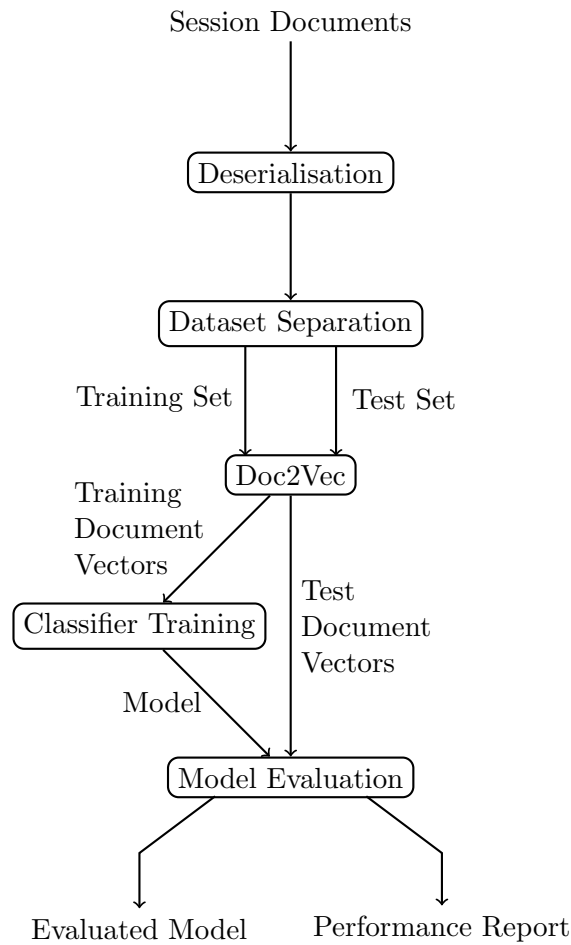 Session Documents
Deserialisation
Dataset Separation
Training Set
Test Set
Doc2Vec
Training
Document
Vectors
Test
Document
Vectors
Classifier Training
Model
Model Evaluation
Evaluated Model
Performance Report